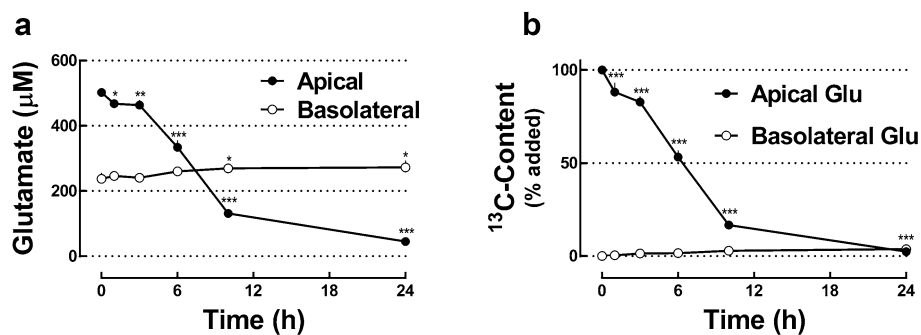 a
Glutamate (μM)
600
400
200
0
Apical
Basolateral
*
**
***
***
*
*
***
0
6
12
18
24
Time (h)
b
¹³C-Content
(% added)
100
50
0
Apical Glu
Basolateral Glu
***
***
***
***
***
0
6
12
18
24
Time (h)